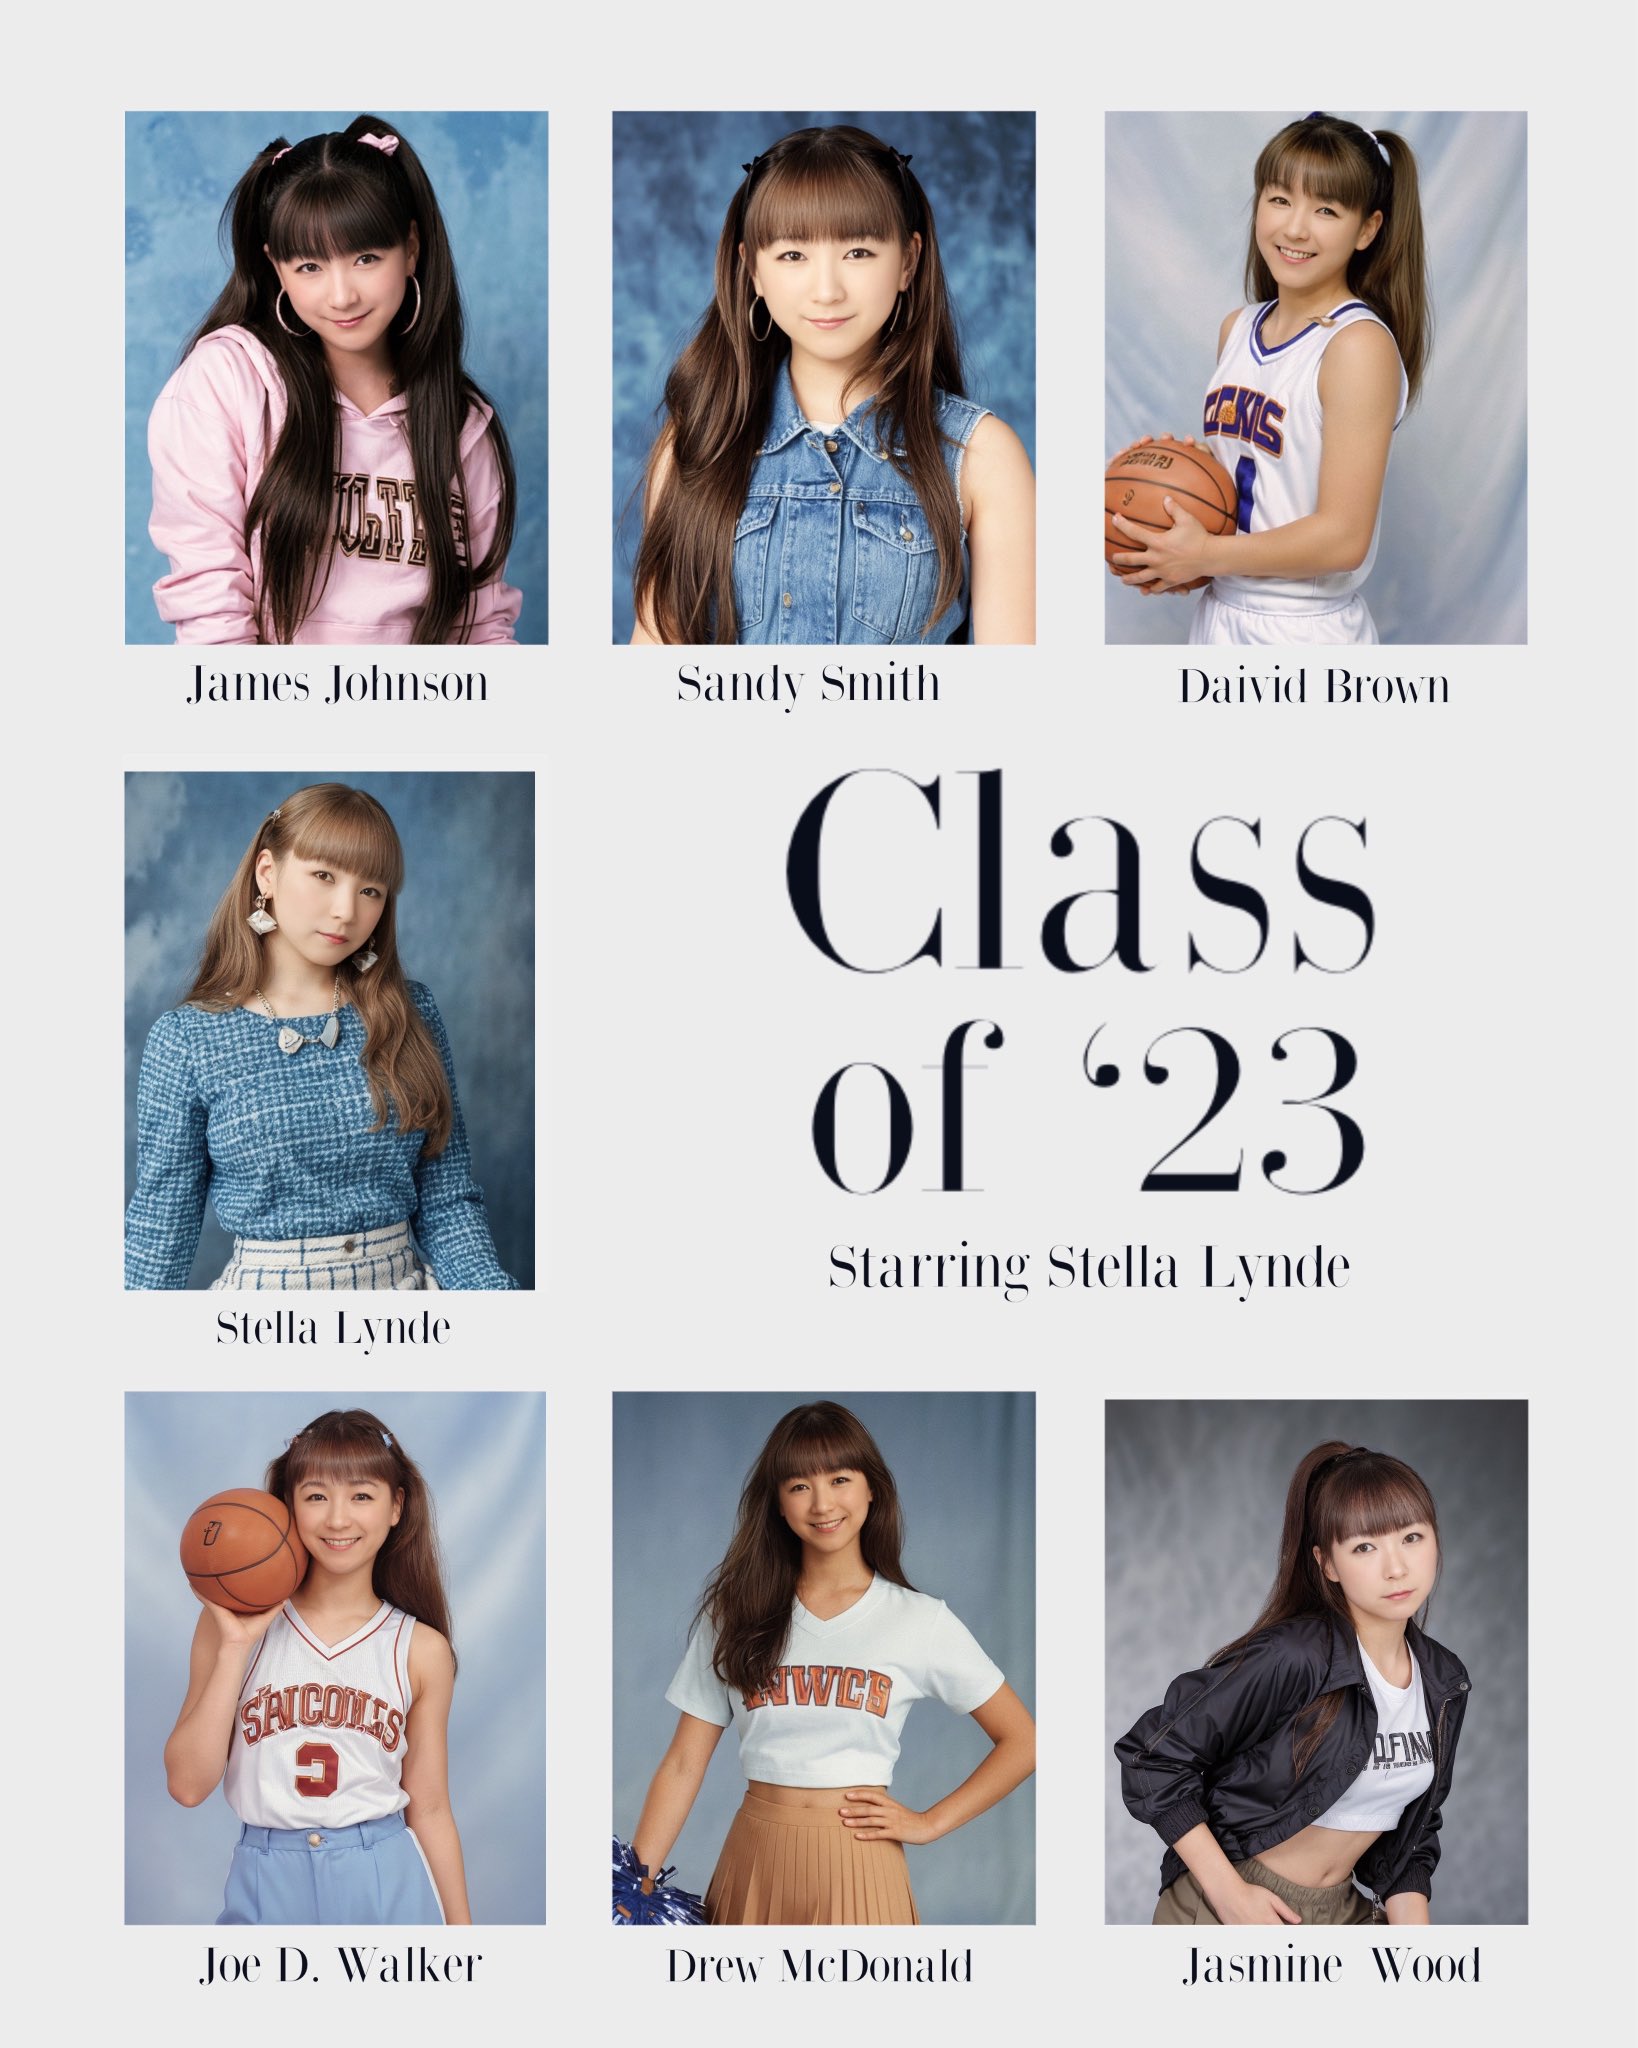 James Johnson
Sandy Smith
Daivid Brown
Class
of ‘23
Starring Stella Lynde
Stella Lynde
Joe D. Walker
Drew McDonald
Jasmine Wood